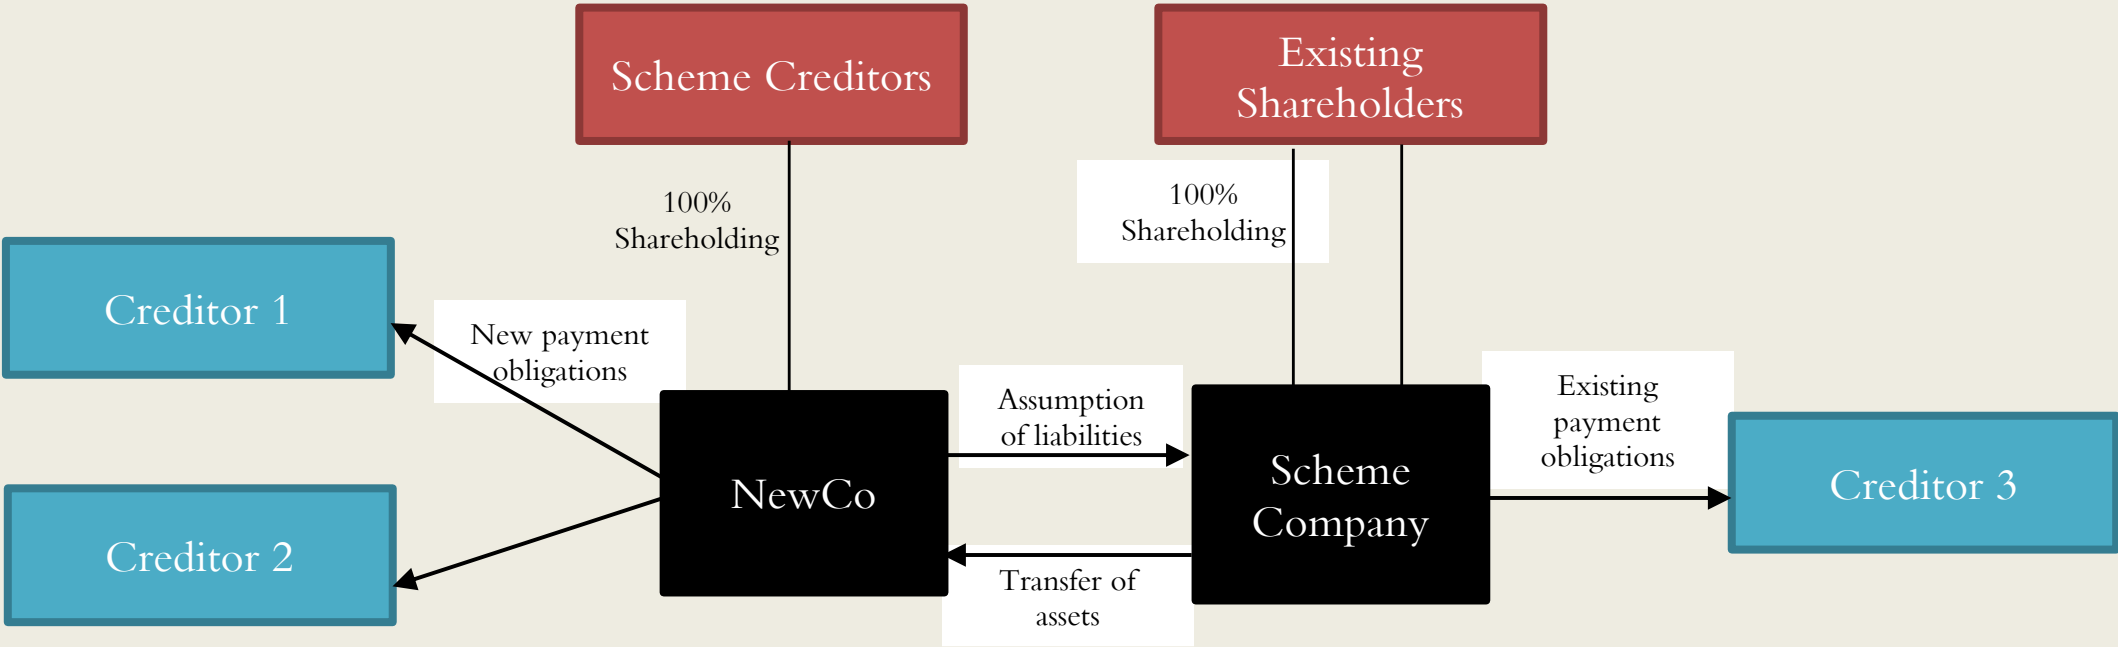 Scheme Creditors
Existing
Shareholders
100%
Shareholding
100%
Shareholding
Creditor 1
New payment
obligations
Assumption
of liabilities
Existing
payment
obligations
NewCo
Scheme
Company
Creditor 3
Creditor 2
Transfer of
assets